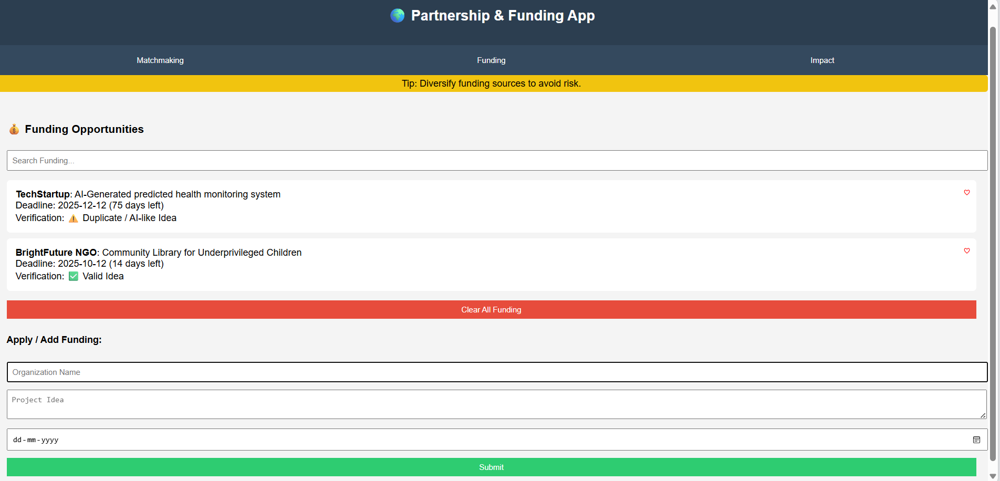 🌍 Partnership & Funding App
Matchmaking
Funding
Impact
Tip: Diversify funding sources to avoid risk.
💰 Funding Opportunities
Search Funding...
TechStartup: AI-Generated predicted health monitoring system
Deadline: 2025-12-12 (75 days left)
Verification: ⚠️ Duplicate / AI-like Idea
BrightFuture NGO: Community Library for Underprivileged Children
Deadline: 2025-10-12 (14 days left)
Verification: ✅ Valid Idea
Clear All Funding
Apply / Add Funding:
Organization Name
Project Idea
dd-mm-yyyy
Submit